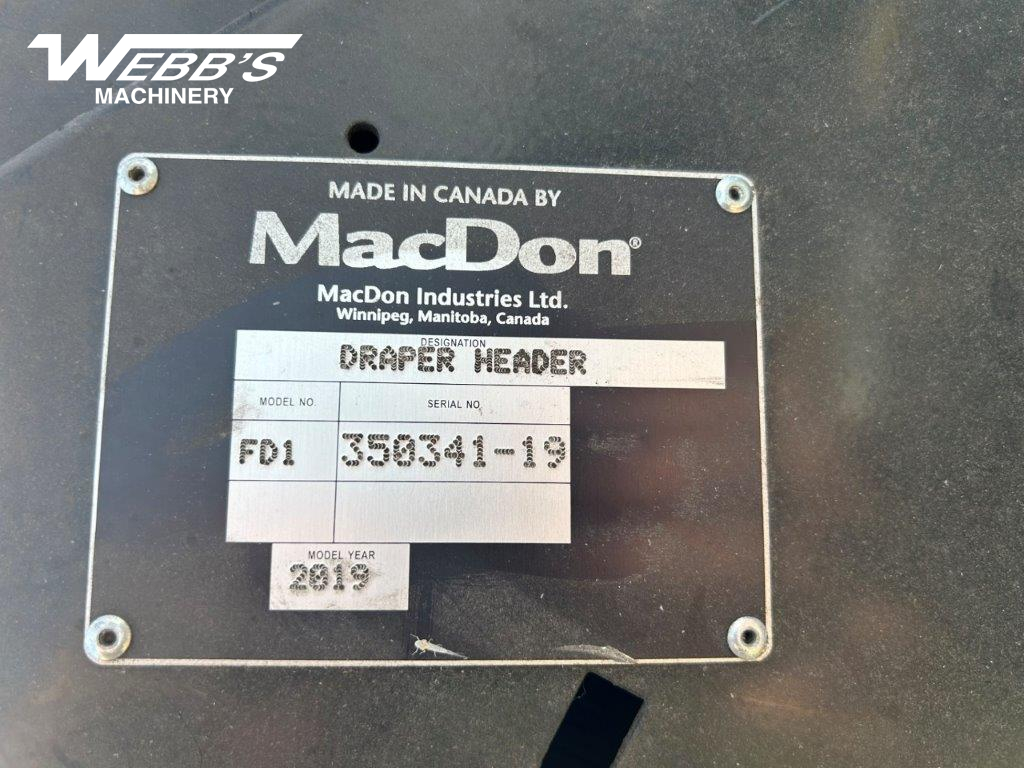 WEBB'S
MACHINERY
MADE IN CANADA BY
MacDon®
MacDon Industries Ltd.
Winnipeg, Manitoba, Canada
DESIGNATION
DRAPER HEADER
MODEL NO. SERIAL NO.
FD1 350341-19
MODEL YEAR
2019